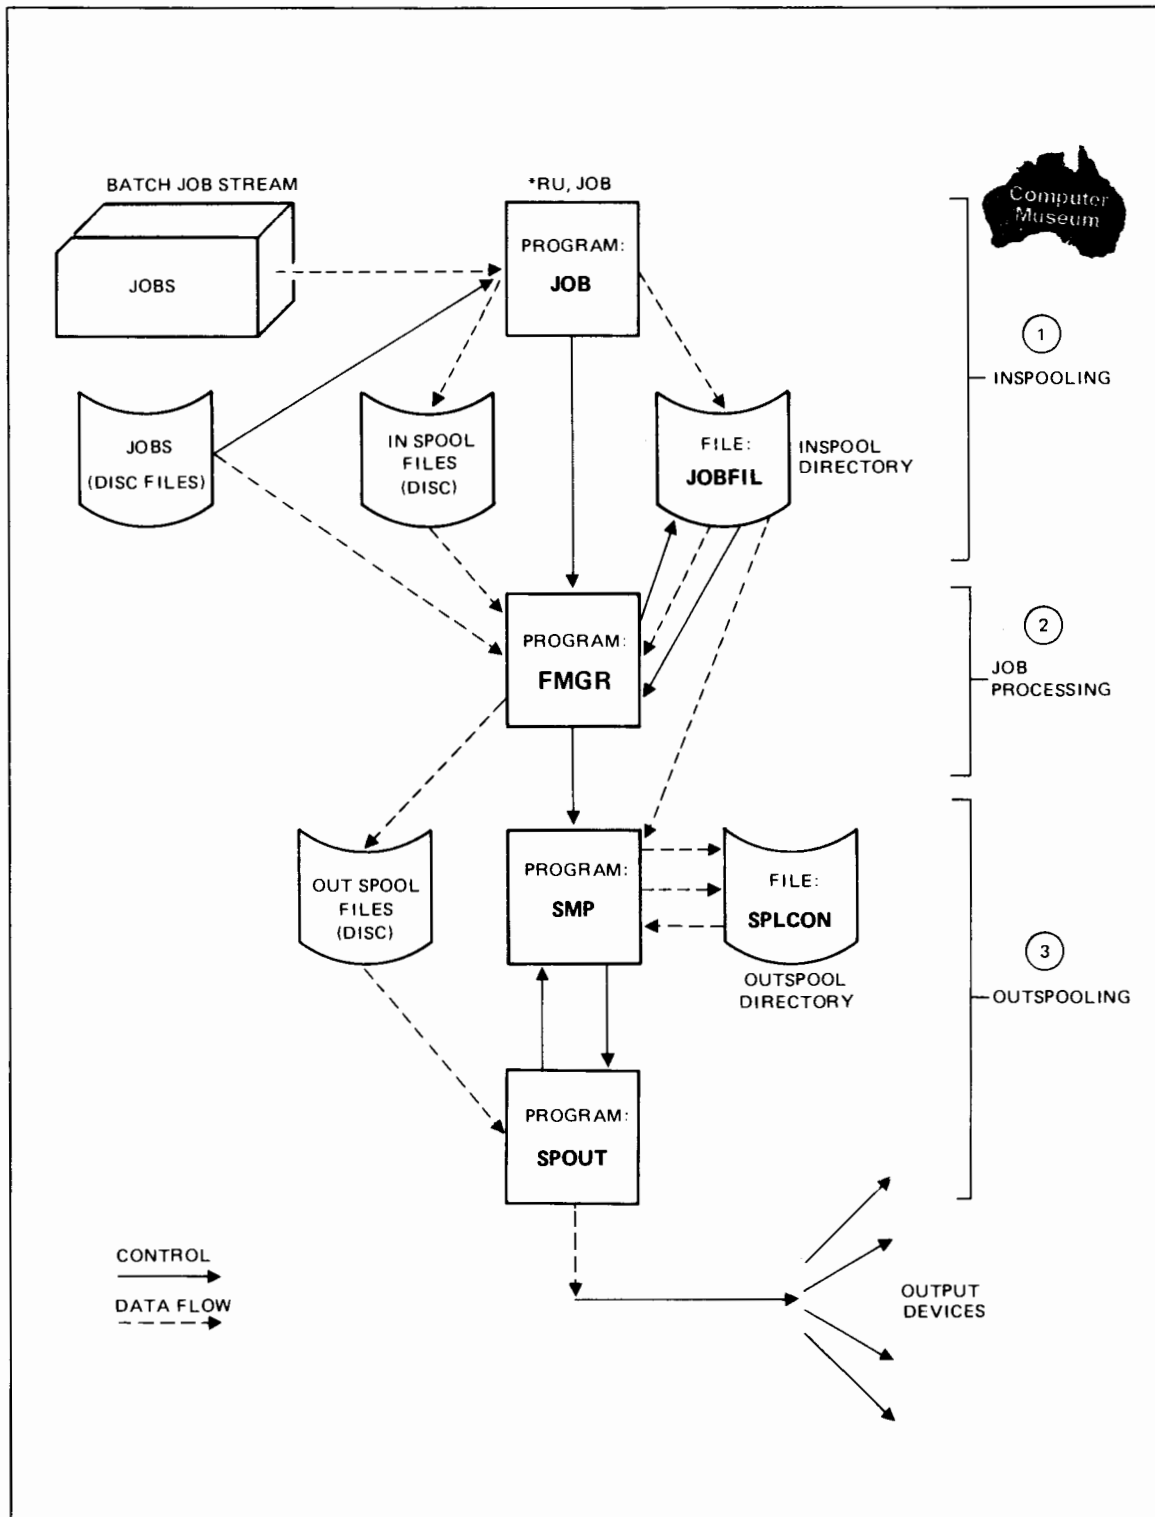 BATCH JOB STREAM
*RU, JOB
Computer
Museum
PROGRAM:
JOB
JOBS
1
INSPOOLING
JOBS
(DISC FILES)
IN SPOOL
FILES
(DISC)
FILE:
JOBFIL
INSPOOL
DIRECTORY
PROGRAM:
FMGR
2
JOB
PROCESSING
OUT SPOOL
FILES
(DISC)
PROGRAM:
SMP
FILE:
SPLCON
OUTSPOOL
DIRECTORY
3
OUTSPOOLING
PROGRAM:
SPOUT
CONTROL
DATA FLOW
OUTPUT
DEVICES